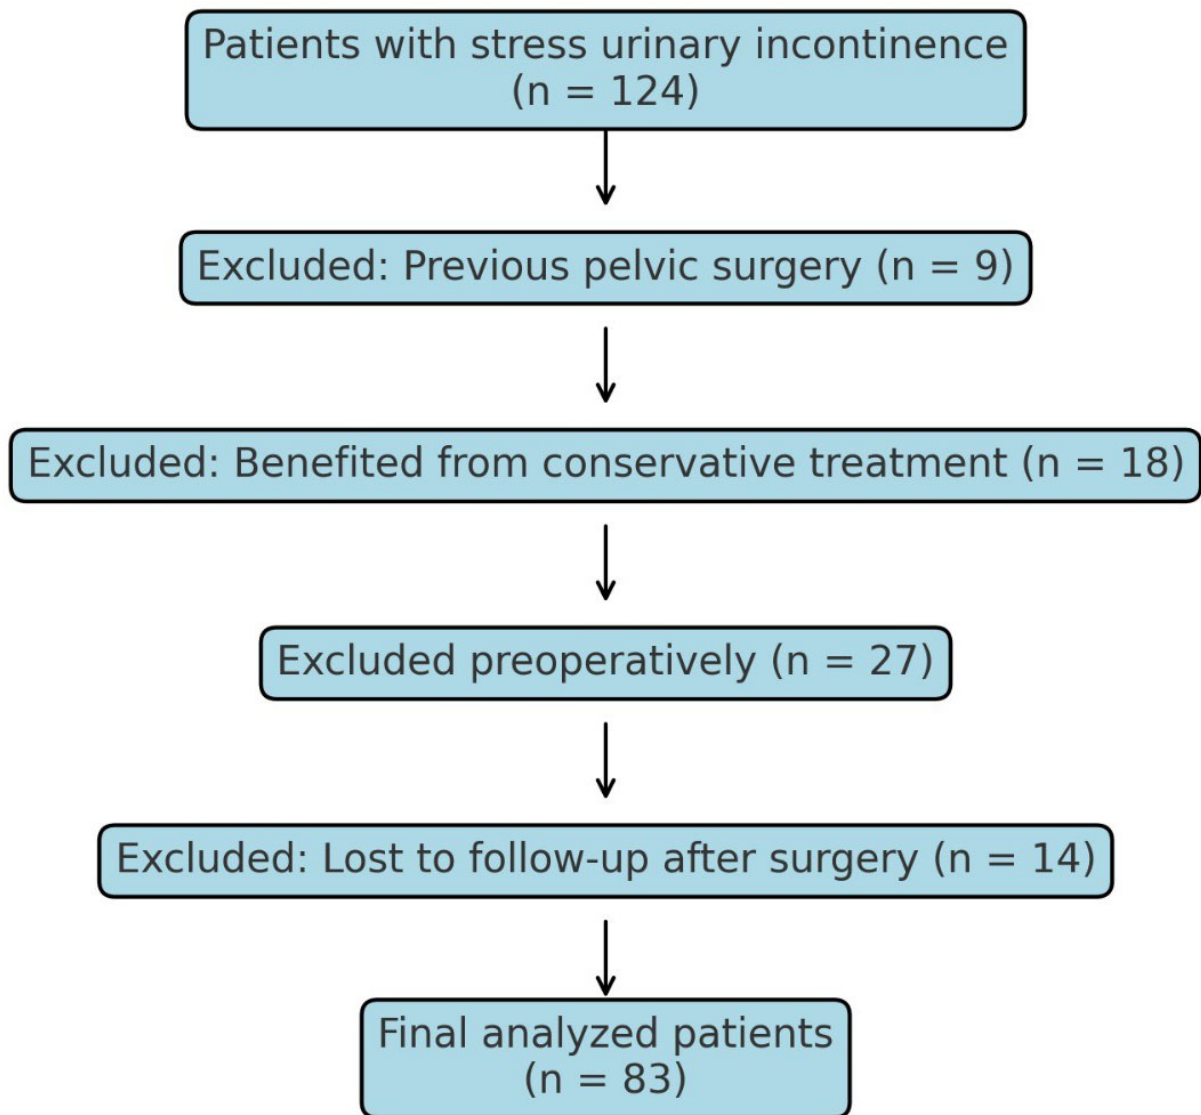 Patients with stress urinary incontinence
(n = 124)
Excluded: Previous pelvic surgery (n = 9)
Excluded: Benefited from conservative treatment (n = 18)
Excluded preoperatively (n = 27)
Excluded: Lost to follow-up after surgery (n = 14)
Final analyzed patients
(n = 83)